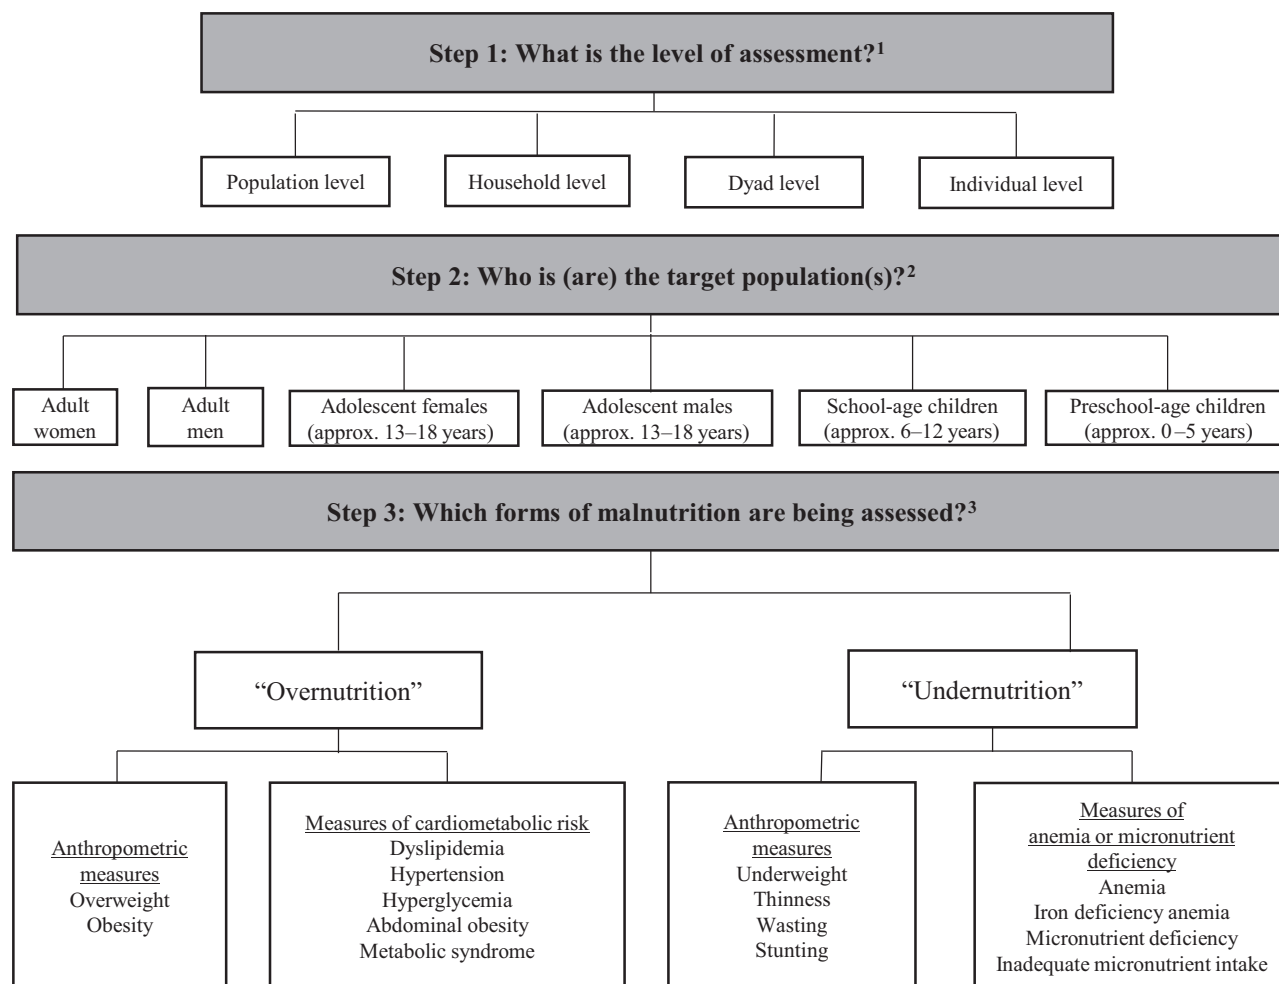 Step 1: What is the level of assessment?¹
Population level
Household level
Dyad level
Individual level
Step 2: Who is (are) the target population(s)?²
Adult
women
Adult
men
Adolescent females
(approx. 13–18 years)
Adolescent males
(approx. 13–18 years)
School-age children
(approx. 6–12 years)
Preschool-age children
(approx. 0–5 years)
Step 3: Which forms of malnutrition are being assessed?³
“Overnutrition”
“Undernutrition”
Anthropometric
measures
Overweight
Obesity
Measures of cardiometabolic risk
Dyslipidemia
Hypertension
Hyperglycemia
Abdominal obesity
Metabolic syndrome
Anthropometric
measures
Underweight
Thinness
Wasting
Stunting
Measures of
anemia or micronutrient
deficiency
Anemia
Iron deficiency anemia
Micronutrient deficiency
Inadequate micronutrient intake